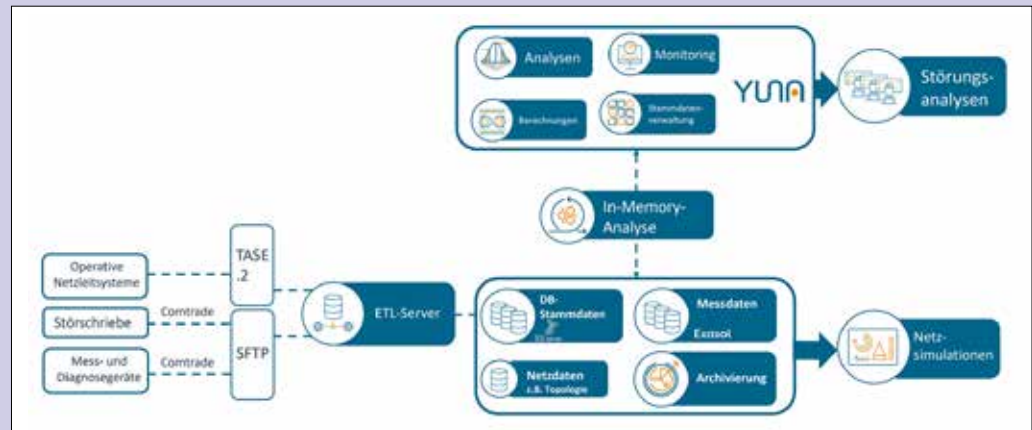 Analysen
Monitoring
Berechnungen
Stammdaten-
verwaltung
YUNA
Störungs-
analysen
In-Memory-
Analyse
Operative
Netzleitsysteme
Störschriebe
Mess- und
Diagnosegeräte
Comtrade
Comtrade
TASE
.2
SFTP
ETL-Server
DB-
Stammdaten
Messdaten
Exasol
Netzdaten
z.B. Topologie
Archivierung
Netz-
simulationen